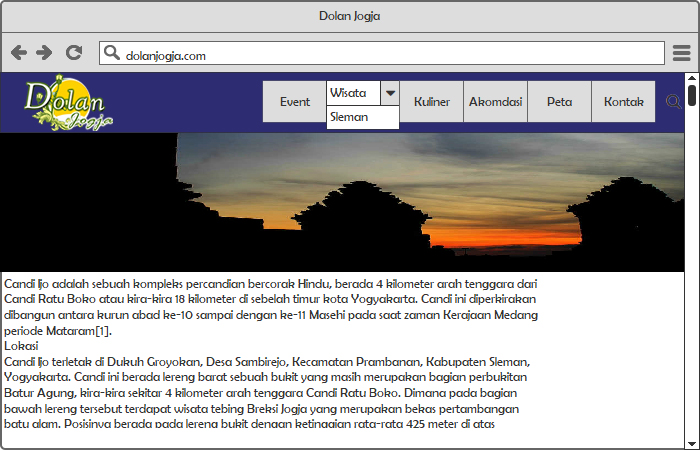 Dolan Jogja
dolanjogja.com
Dolan
Jogja
Event
Wisata
Kuliner
Akomdasi
Peta
Kontak
Sleman
Candi Ijo adalah sebuah kompleks percandian bercorak Hindu, berada 4 kilometer arah tenggara dari
Candi Ratu Boko atau kira-kira 18 kilometer di sebelah timur kota Yogyakarta. Candi ini diperkirakan
dibangun antara kurun abad ke-10 sampai dengan ke-11 Masehi pada saat zaman Kerajaan Medang
periode Mataram[1].
Lokasi
Candi Ijo terletak di Dukuh Groyokan, Desa Sambirejo, Kecamatan Prambanan, Kabupaten Sleman,
Yogyakarta. Candi ini berada lereng barat sebuah bukit yang masih merupakan bagian perbukitan
Batur Agung, kira-kira sekitar 4 kilometer arah tenggara Candi Ratu Boko. Dimana pada bagian
bawah lereng tersebut terdapat wisata tebing Breksi Jogja yang merupakan bekas pertambangan
batu alam. Posisinya berada pada lereng bukit dengan ketinggian rata-rata 425 meter di atas